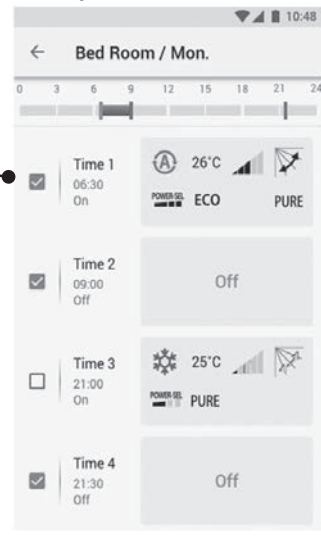 10:48
Bed Room / Mon.
0 3 6 9 12 15 18 21 24
Time 1
06:30
On
A 26°C
POWER-SEL ECO PURE
Time 2
09:00
Off
Off
Time 3
21:00
On
25°C
POWER-SEL PURE
Time 4
21:30
Off
Off